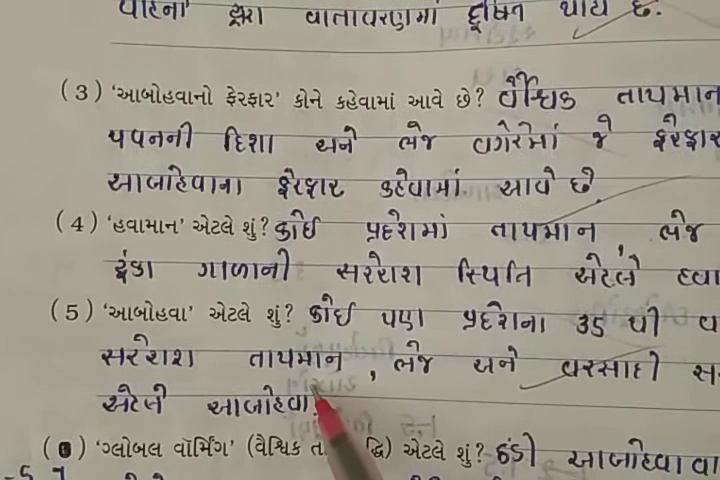 વાહનો દ્વારા વાતાવરણમાં દૂષિત થાય છે.
(3) 'આબોહવાનો ફેરફાર' કોને કહેવામાં આવે છે? વૈશ્વિક તાપમાન
પવનની દિશા અને ભેજ વગેરેમાં જે ફેરફાર
આબોહવાના ફેરફાર કહેવામાં આવે છે.
(4) 'હવામાન' એટલે શું? કોઈ પ્રદેશમાં તાપમાન, ભેજ
ટૂંકા ગાળાની સરેરાશ સ્થિતિ એટલે હવા
(5) 'આબોહવા' એટલે શું? કોઈ પણ પ્રદેશના 35 થી વ
સરેરાશ તાપમાન, ભેજ અને વરસાદી સ
એટલે આબોહવા.
(6) 'ગ્લોબલ વૉર્મિંગ' (વૈશ્વિક એટલે શું? ઠંડી આબોહવા વા